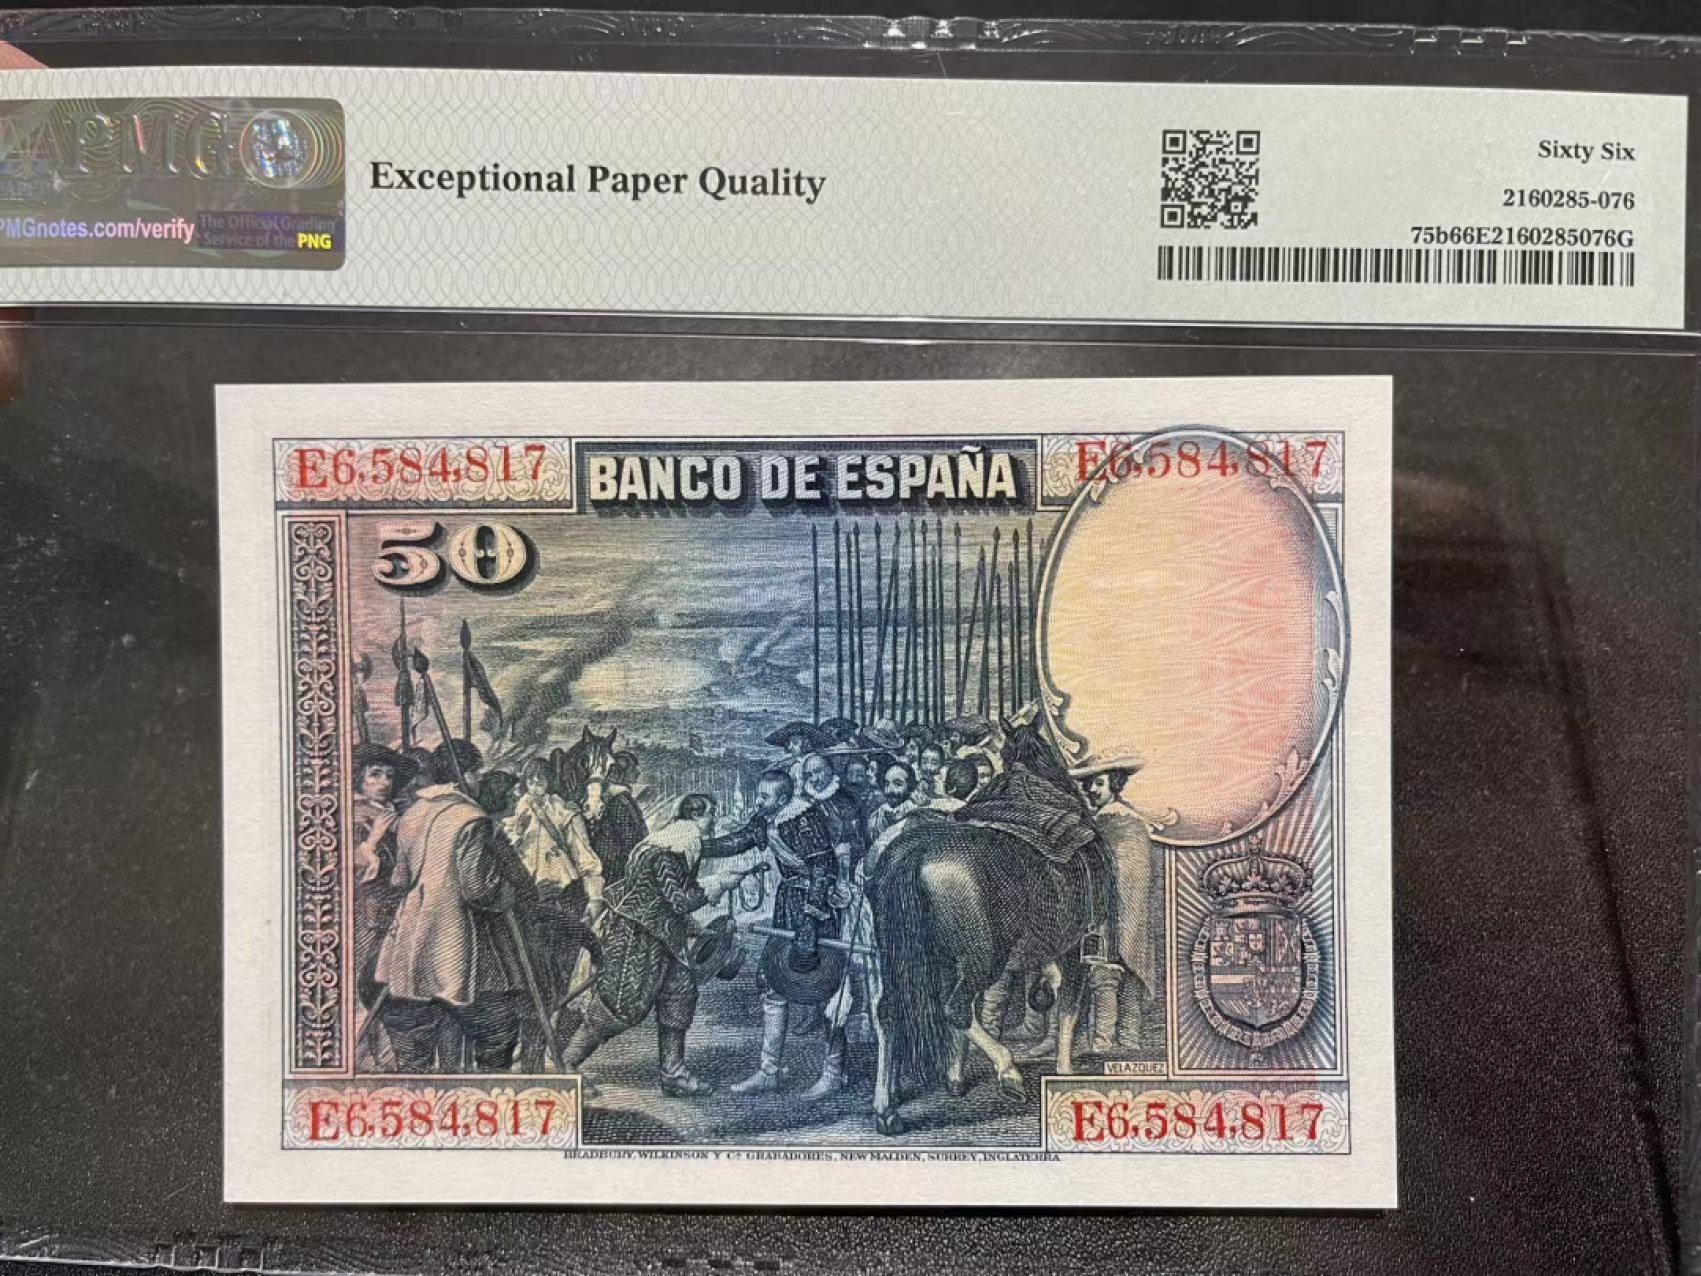 PMG
PMGnotes.com/verify
The Official Grading
Service of the PNG
Exceptional Paper Quality
Sixty Six
2160285-076
75b66E2160285076G
E6,584,817
BANCO DE ESPAÑA
E6,584,817
50
VELAZQUEZ
E6,584,817
E6,584,817
BRADBURY, WILKINSON Y Cª GRABADORES, NEW MALDEN, SURREY, INGLATERRA